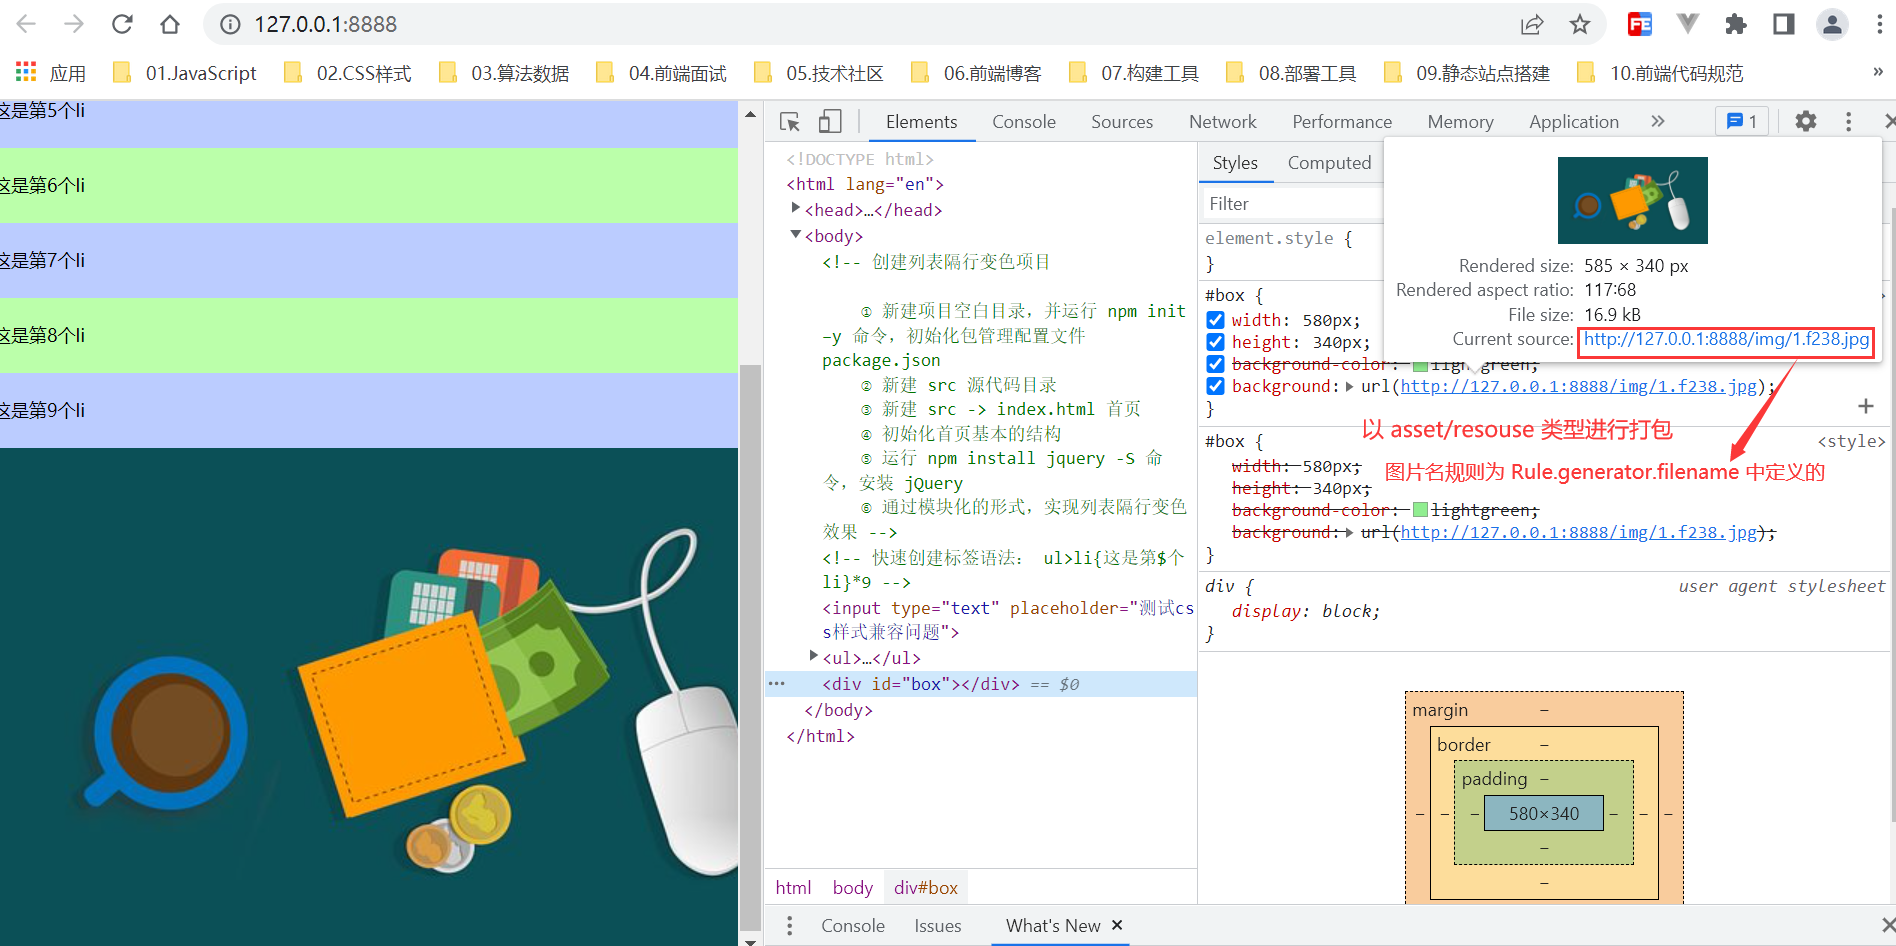 127.0.0.1:8888
应用
01.JavaScript
02.CSS样式
03.算法数据
04.前端面试
05.技术社区
06.前端博客
07.构建工具
08.部署工具
09.静态站点搭建
10.前端代码规范
»
这是第5个li
这是第6个li
这是第7个li
这是第8个li
这是第9个li
Elements
Console
Sources
Network
Performance
Memory
Application
»
1
<!DOCTYPE html>
<html lang="en">
<head>…</head>
<body>
<!-- 创建列表隔行变色项目
① 新建项目空白目录，并运行 npm init
-y 命令，初始化包管理配置文件
package.json
② 新建 src 源代码目录
③ 新建 src -> index.html 首页
④ 初始化首页基本的结构
⑤ 运行 npm install jquery -S 命
令，安装 jQuery
⑥ 通过模块化的形式，实现列表隔行变色
效果 -->
<!-- 快速创建标签语法： ul>li{这是第$个
li}*9 -->
<input type="text" placeholder="测试cs
s样式兼容问题">
<ul>…</ul>
<div id="box"></div> == $0
</body>
</html>
html
body
div#box
Styles
Computed
Filter
element.style {
}
#box {
width: 580px;
height: 340px;
background-color: lightgreen;
background: url(http://127.0.0.1:8888/img/1.f238.jpg);
}
Rendered size: 585 × 340 px
Rendered aspect ratio: 117:68
File size: 16.9 kB
Current source: http://127.0.0.1:8888/img/1.f238.jpg
以 asset/resouse 类型进行打包
图片名规则为 Rule.generator.filename 中定义的
#box {
<style>
width: 580px;
height: 340px;
background-color: lightgreen;
background: url(http://127.0.0.1:8888/img/1.f238.jpg);
}
div {
user agent stylesheet
display: block;
}
margin –
border –
padding –
– – – 580×340 – – –
–
–
Console
Issues
What's New